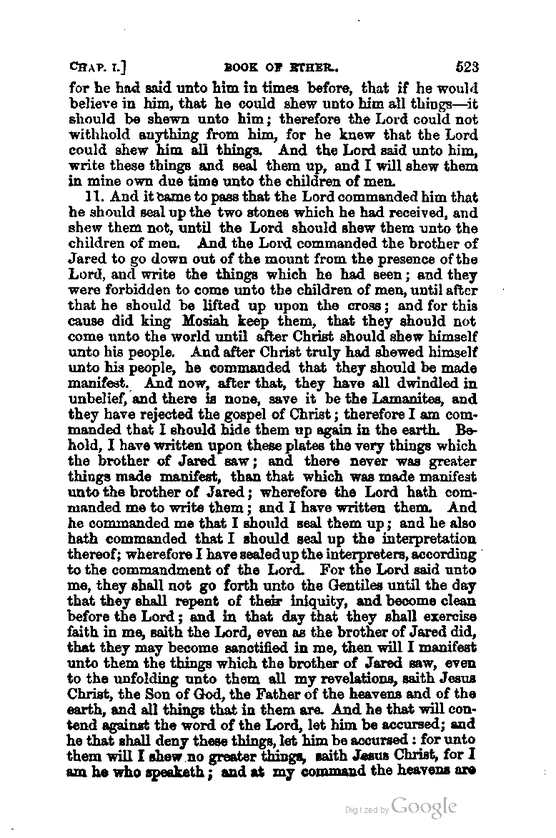 CHAP. I.] BOOK OF ETHER. 523
for he had said unto him in times before, that if he would
believe in him, that he could shew unto him all things—it
should be shewn unto him; therefore the Lord could not
withhold anything from him, for he knew that the Lord
could shew him all things. And the Lord said unto him,
write these things and seal them up, and I will shew them
in mine own due time unto the children of men.
11. And it came to pass that the Lord commanded him that
he should seal up the two stones which he had received, and
shew them not, until the Lord should shew them unto the
children of men. And the Lord commanded the brother of
Jared to go down out of the mount from the presence of the
Lord, and write the things which he had seen; and they
were forbidden to come unto the children of men, until after
that he should be lifted up upon the cross; and for this
cause did king Mosiah keep them, that they should not
come unto the world until after Christ should shew himself
unto his people. And after Christ truly had shewed himself
unto his people, he commanded that they should be made
manifest. And now, after that, they have all dwindled in
unbelief, and there is none, save it be the Lamanites, and
they have rejected the gospel of Christ; therefore I am com-
manded that I should hide them up again in the earth. Be-
hold, I have written upon these plates the very things which
the brother of Jared saw; and there never was greater
things made manifest, than that which was made manifest
unto the brother of Jared; wherefore the Lord hath com-
manded me to write them; and I have written them. And
he commanded me that I should seal them up; and he also
hath commanded that I should seal up the interpretation
thereof; wherefore I have sealed up the interpreters, according
to the commandment of the Lord. For the Lord said unto
me, they shall not go forth unto the Gentiles until the day
that they shall repent of their iniquity, and become clean
before the Lord; and in that day that they shall exercise
faith in me, saith the Lord, even as the brother of Jared did,
that they may become sanctified in me, then will I manifest
unto them the things which the brother of Jared saw, even
to the unfolding unto them all my revelations, saith Jesus
Christ, the Son of God, the Father of the heavens and of the
earth, and all things that in them are. And he that will con-
tend against the word of the Lord, let him be accursed; and
he that shall deny these things, let him be accursed: for unto
them will I shew no greater things, saith Jesus Christ, for I
am he who speaketh; and at my command the heavens are
Digitized by Google